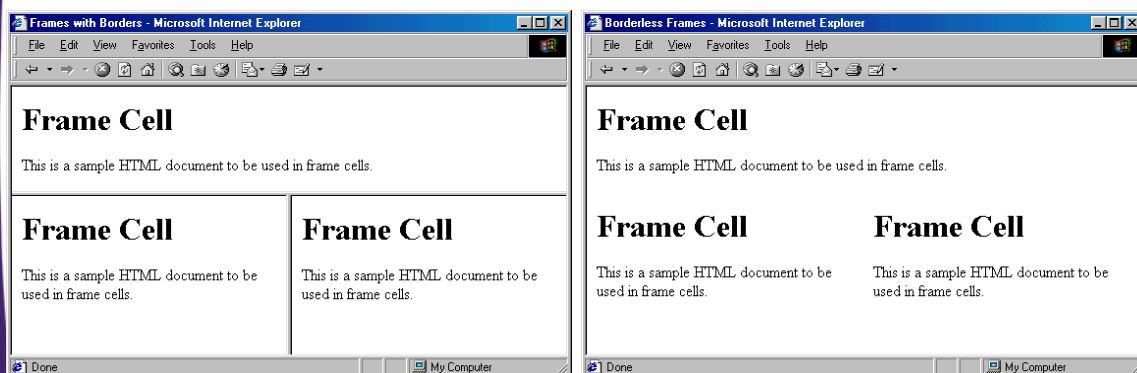 Frames with Borders - Microsoft Internet Explorer
File Edit View Favorites Tools Help
Frame Cell
This is a sample HTML document to be used in frame cells.
Frame Cell
This is a sample HTML document to be
used in frame cells.
Frame Cell
This is a sample HTML document to be
used in frame cells.
Done
My Computer
Borderless Frames - Microsoft Internet Explorer
File Edit View Favorites Tools Help
Frame Cell
This is a sample HTML document to be used in frame cells.
Frame Cell
This is a sample HTML document to be
used in frame cells.
Frame Cell
This is a sample HTML document to be
used in frame cells.
Done
My Computer